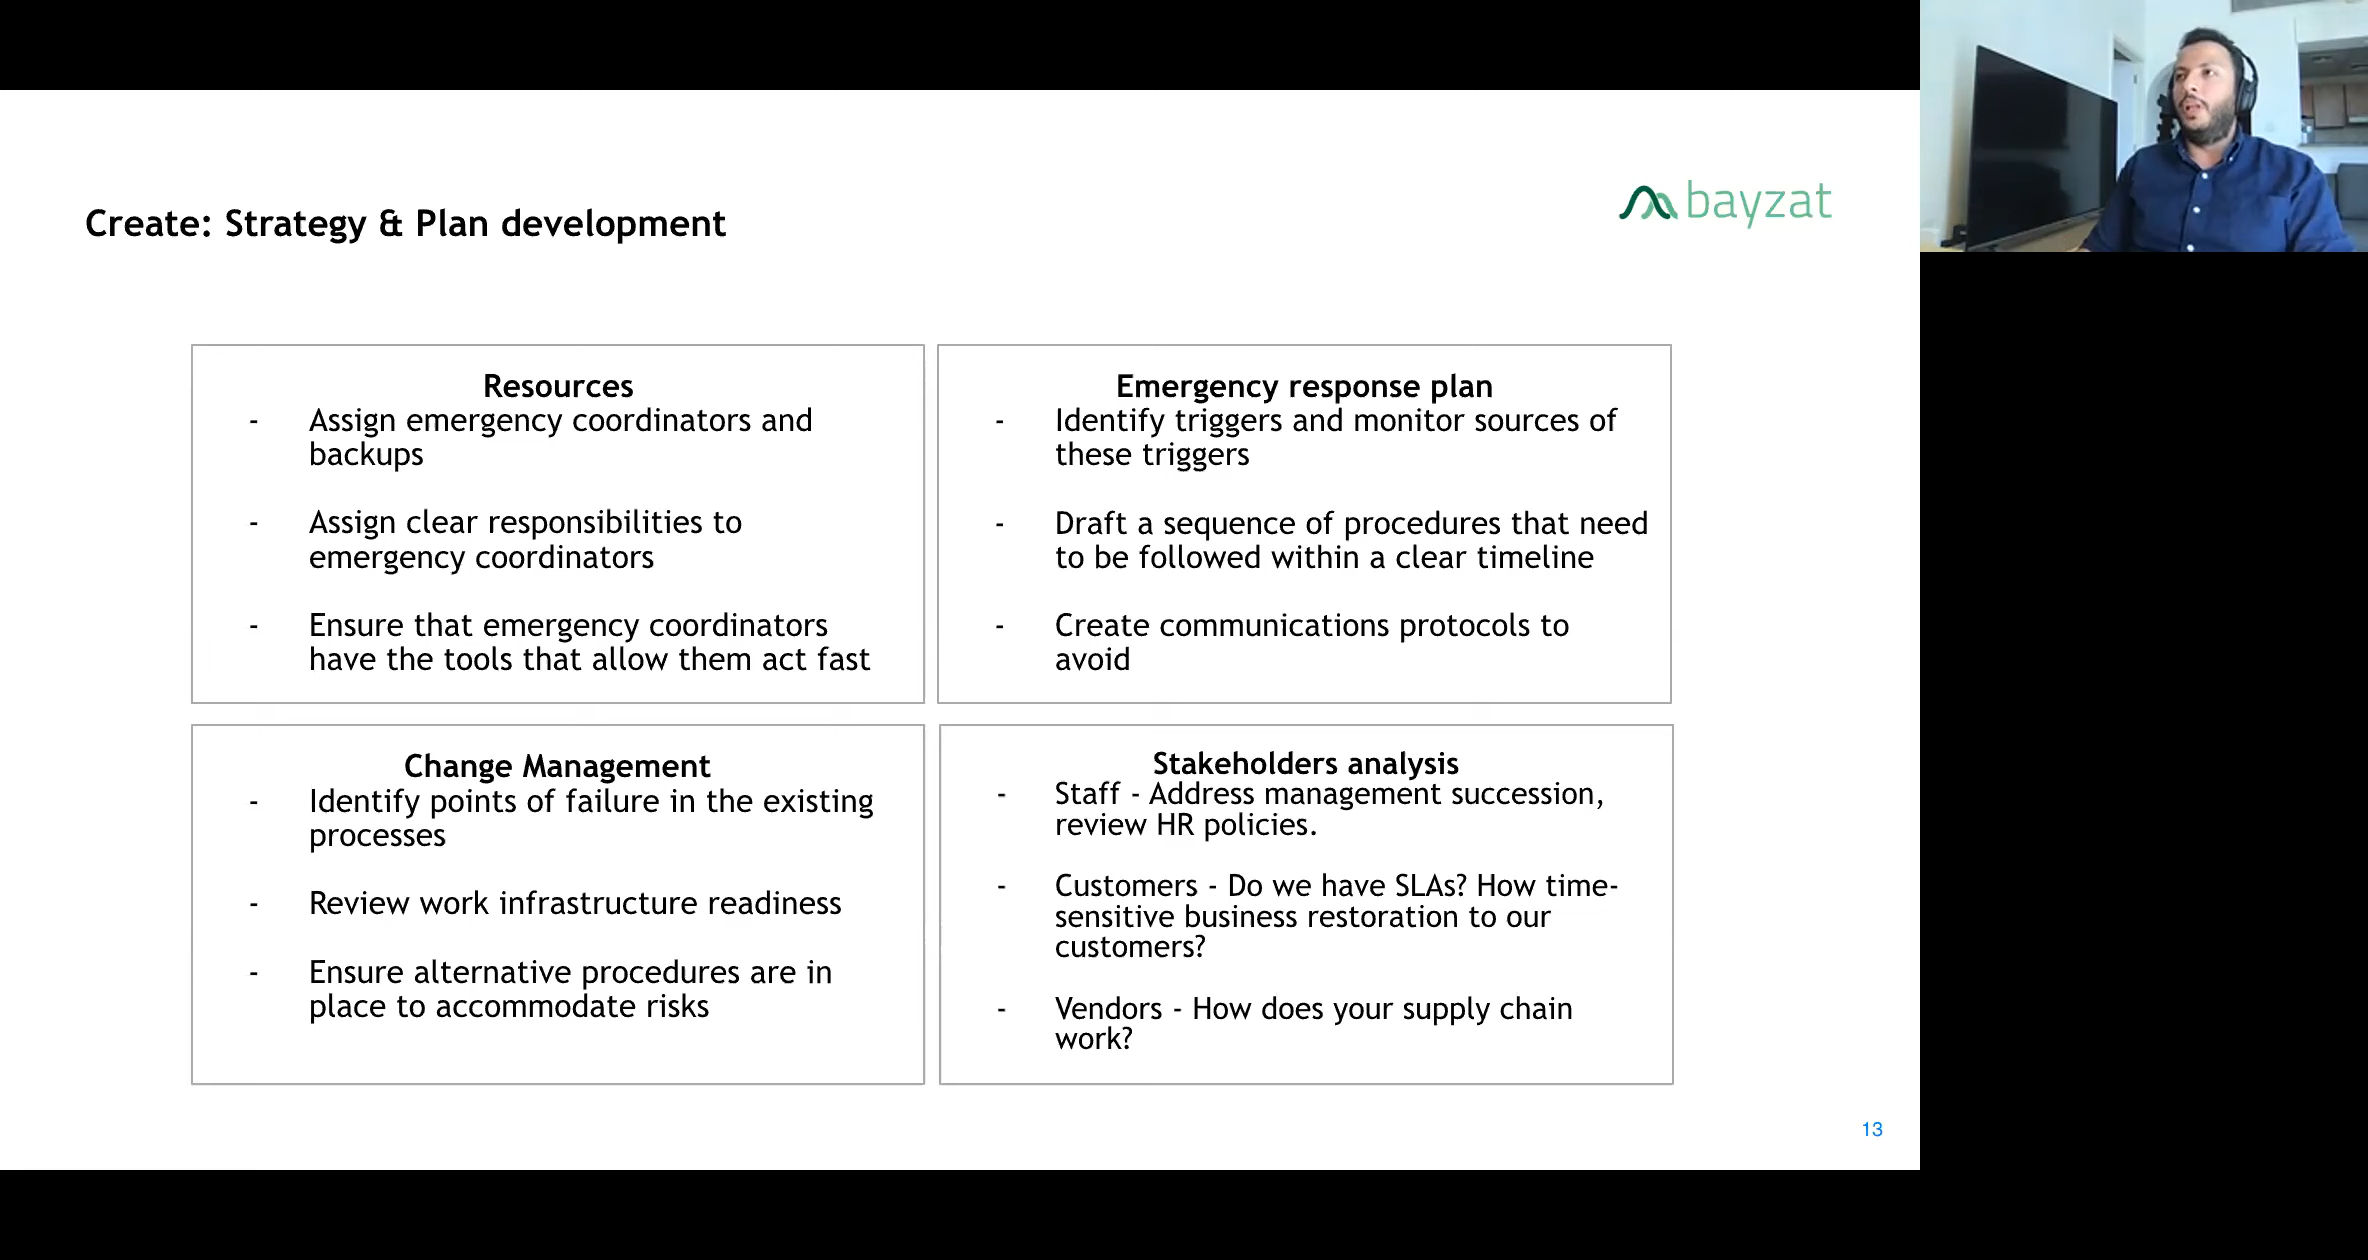 Create: Strategy & Plan development
bayzat
Resources
- Assign emergency coordinators and
backups
- Assign clear responsibilities to
emergency coordinators
- Ensure that emergency coordinators
have the tools that allow them act fast
Emergency response plan
- Identify triggers and monitor sources of
these triggers
- Draft a sequence of procedures that need
to be followed within a clear timeline
- Create communications protocols to
avoid
Change Management
- Identify points of failure in the existing
processes
- Review work infrastructure readiness
- Ensure alternative procedures are in
place to accommodate risks
Stakeholders analysis
- Staff - Address management succession,
review HR policies.
- Customers - Do we have SLAs? How time-
sensitive business restoration to our
customers?
- Vendors - How does your supply chain
work?
13